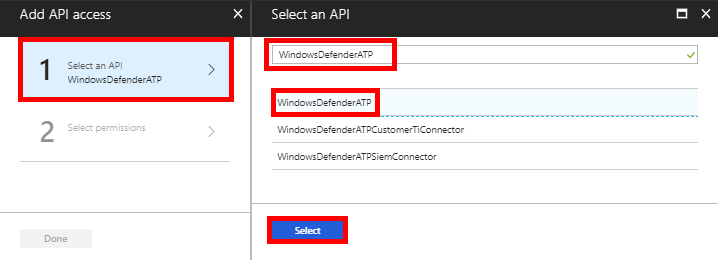 Add API access
1
Select an API
WindowsDefenderATP
2
Select permissions
Done
Select an API
WindowsDefenderATP
WindowsDefenderATP
WindowsDefenderATPCustomerTiConnector
WindowsDefenderATPSiemConnector
Select